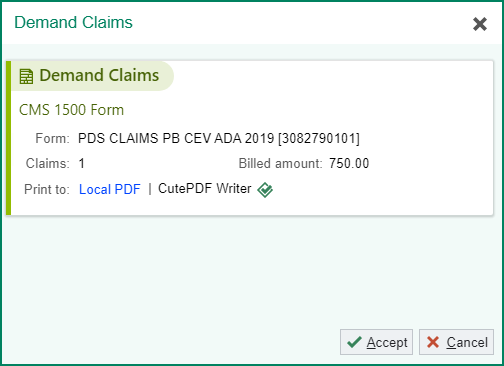 Demand Claims
Demand Claims
CMS 1500 Form
Form: PDS CLAIMS PB CEV ADA 2019 [3082790101]
Claims: 1 Billed amount: 750.00
Print to: Local PDF | CutePDF Writer
Accept Cancel